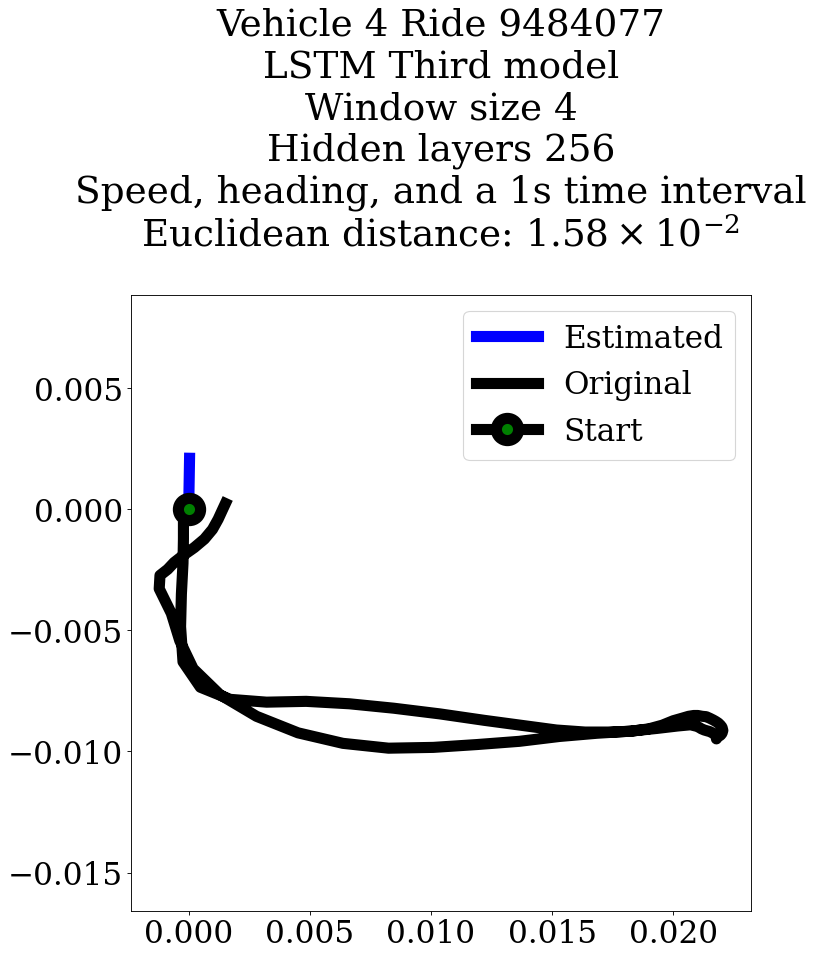 Vehicle 4 Ride 9484077
LSTM Third model
Window size 4
Hidden layers 256
Speed, heading, and a 1s time interval
Euclidean distance: 1.58 × 10⁻²
Estimated
Original
Start
0.005
0.000
−0.005
−0.010
−0.015
0.000 0.005 0.010 0.015 0.020